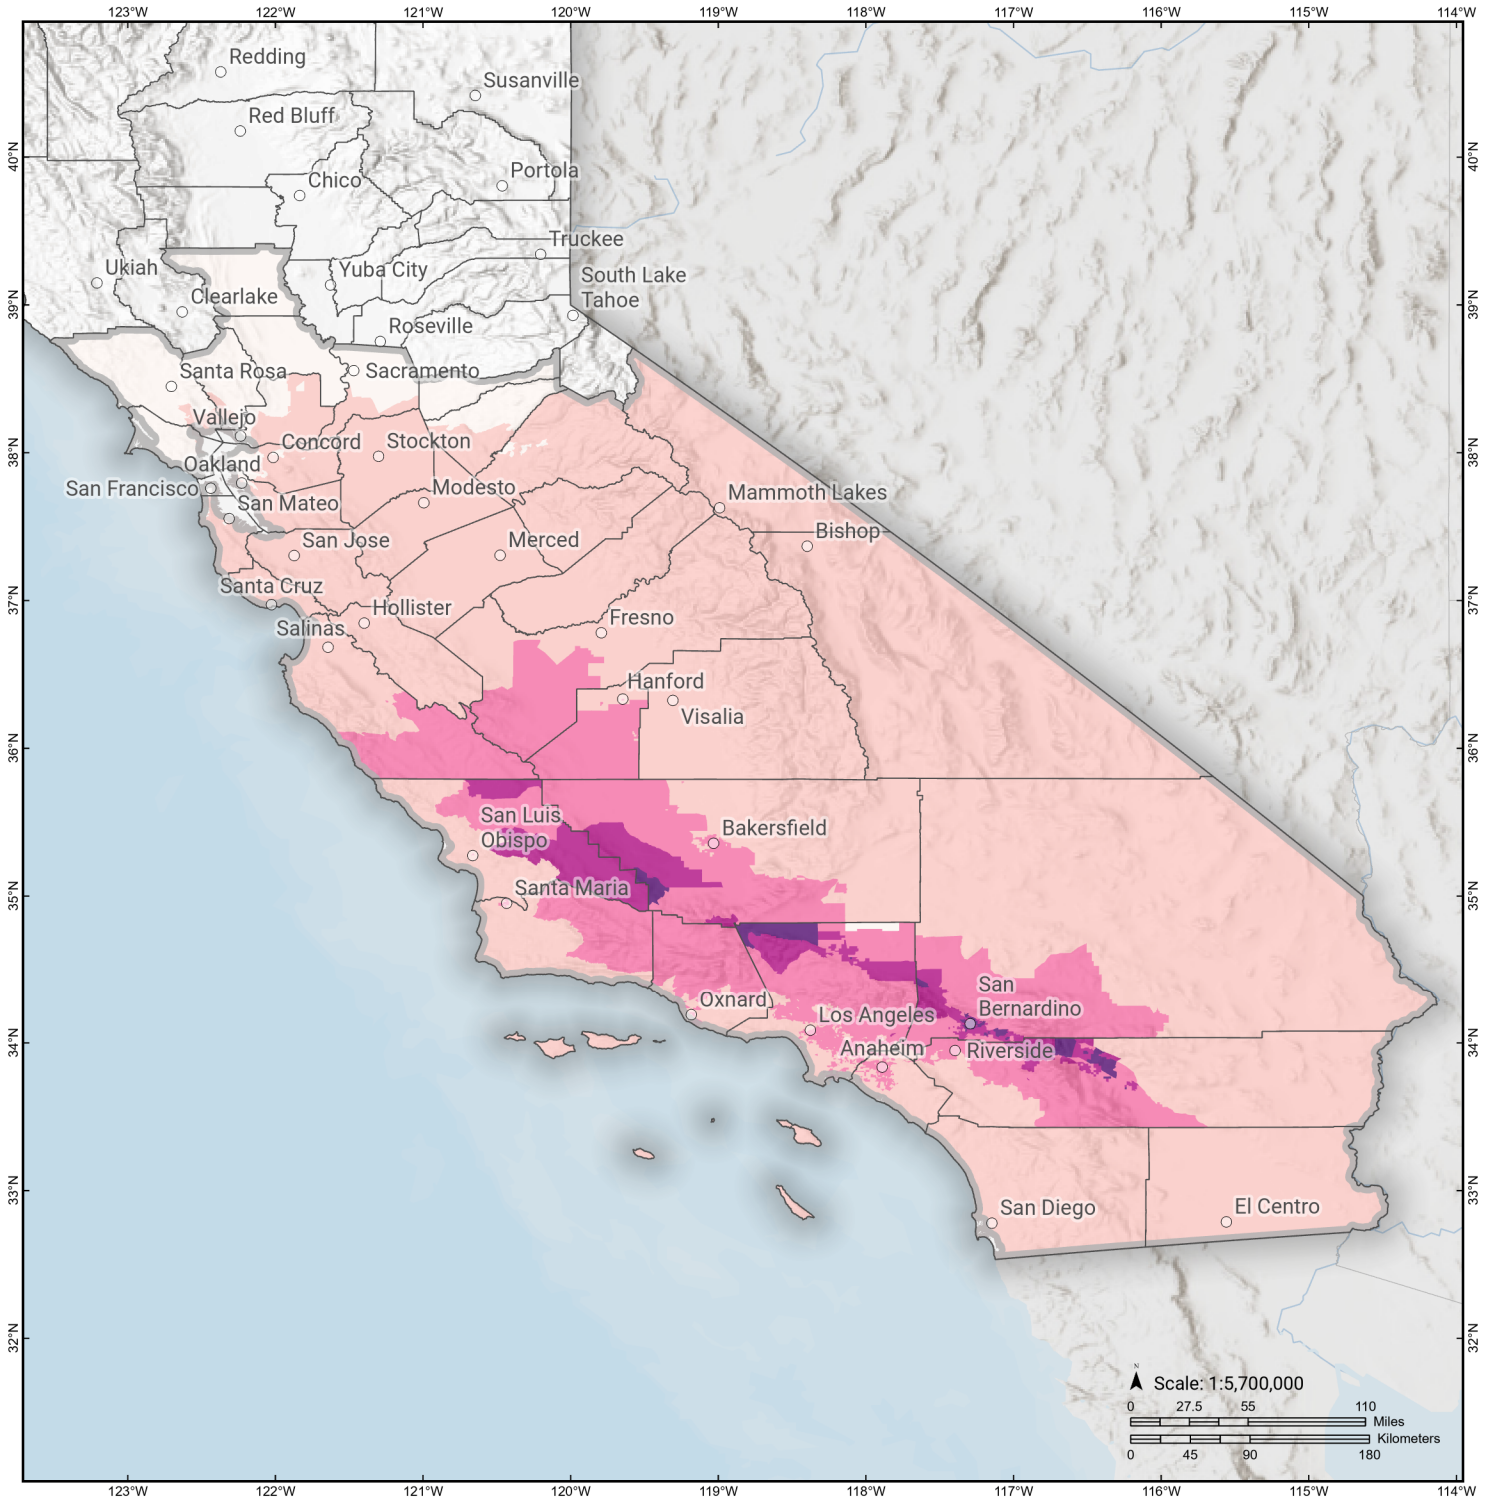 123°W 122°W 121°W 120°W 119°W 118°W 117°W 116°W 115°W 114°W
Redding
Susanville
Red Bluff
40°N
40°N
Portola
Chico
Truckee
Ukiah
Yuba City
South Lake
Tahoe
Clearlake
39°N
39°N
Roseville
Santa Rosa
Sacramento
Vallejo
Concord
Stockton
38°N
38°N
Oakland
San Francisco
Modesto
Mammoth Lakes
San Mateo
Bishop
San Jose
Merced
Santa Cruz
37°N
37°N
Hollister
Salinas
Fresno
Hanford
Visalia
36°N
36°N
San Luis
Obispo
Bakersfield
Santa Maria
35°N
35°N
San
Bernardino
Oxnard
Los Angeles
34°N
34°N
Anaheim
Riverside
33°N
33°N
San Diego
El Centro
32°N
32°N
N
Scale: 1:5,700,000
0 27.5 55 110
Miles
Kilometers
0 45 90 180
123°W 122°W 121°W 120°W 119°W 118°W 117°W 116°W 115°W 114°W